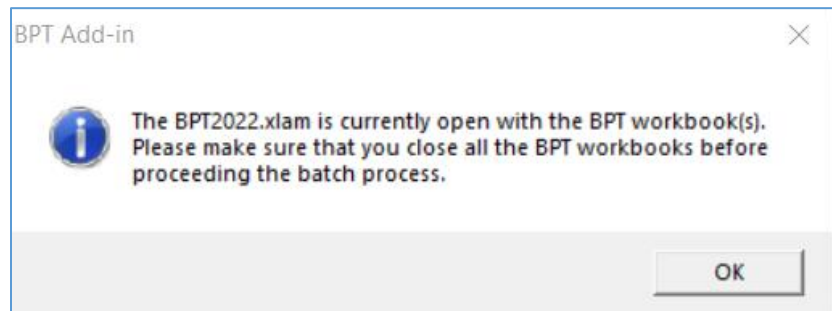 BPT Add-in
The BPT2022.xlam is currently open with the BPT workbook(s).
Please make sure that you close all the BPT workbooks before
proceeding the batch process.
OK